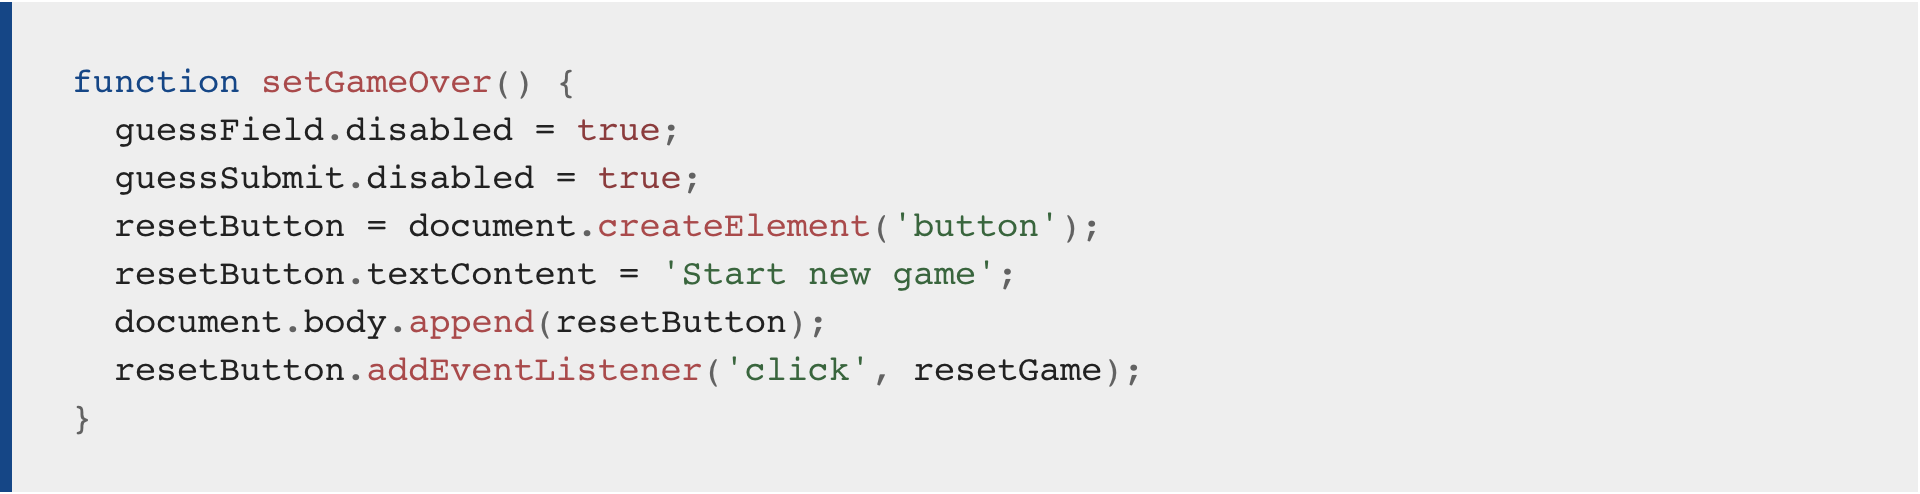 function setGameOver() {
  guessField.disabled = true;
  guessSubmit.disabled = true;
  resetButton = document.createElement('button');
  resetButton.textContent = 'Start new game';
  document.body.append(resetButton);
  resetButton.addEventListener('click', resetGame);
}